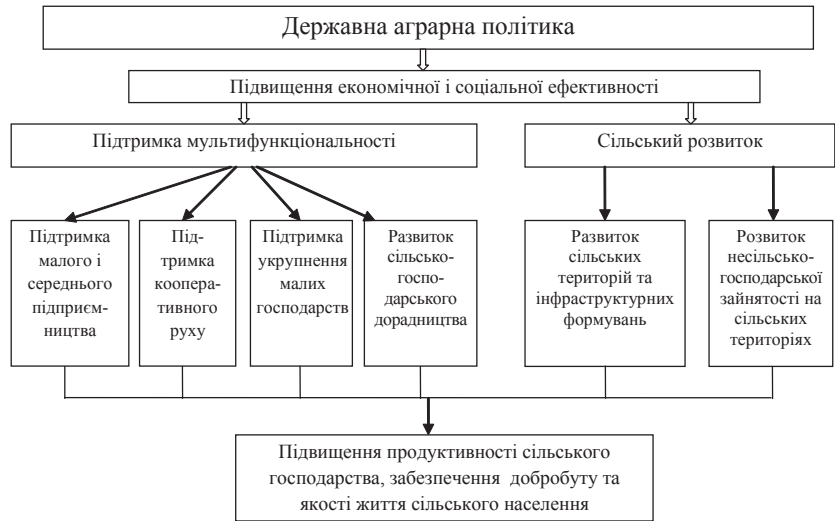 Державна аграрна політика
Підвищення економічної і соціальної ефективності
Підтримка мультифункціональності
Сільський розвиток
Підтримка
малого і
середнього
підприєм-
ництва
Під-
тримка
коопера-
тивного
руху
Підтримка
укрупнення
малих
господарств
Развиток
сільсько-
госпо-
дарського
дорадництва
Развиток
сільських
територій та
інфраструктурних
формувань
Розвиток
несільсько-
господарської
зайнятості на
сільських
територіях
Підвищення продуктивності сільського
господарства, забезпечення добробуту та
якості життя сільського населення